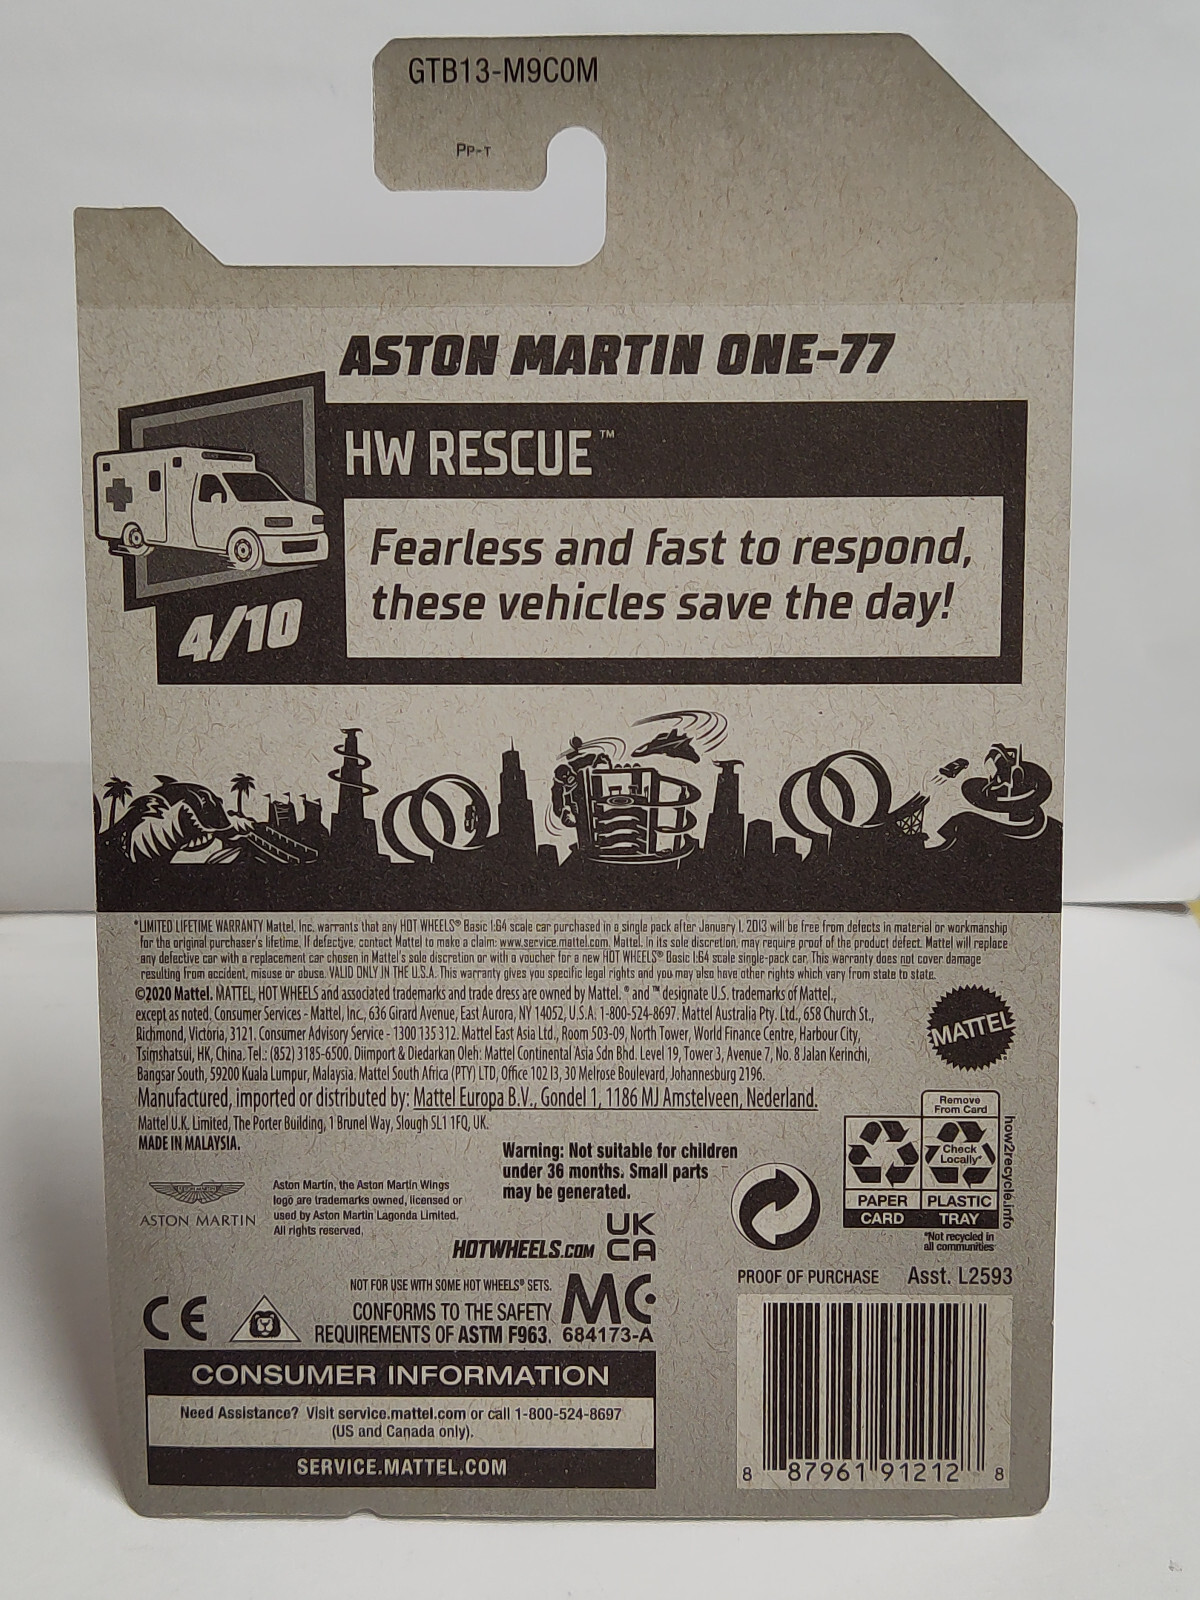 GTB13-M9C0M
PP-T
ASTON MARTIN ONE-77
HW RESCUE™
Fearless and fast to respond,
these vehicles save the day!
4/10
*LIMITED LIFETIME WARRANTY Mattel, Inc. warrants that any HOT WHEELS® Basic 1:64 scale car purchased in a single pack after January 1, 2013 will be free from defects in material or workmanship
for the original purchaser's lifetime. If defective, contact Mattel to make a claim: www.service.mattel.com. Mattel, in its sole discretion, may require proof of the product defect. Mattel will replace
any defective car with a replacement car chosen in Mattel's sole discretion or with a voucher for a new HOT WHEELS® Basic 1:64 scale single-pack car. This warranty does not cover damage
resulting from accident, misuse or abuse. VALID ONLY IN THE U.S.A. This warranty gives you specific legal rights and you may also have other rights which vary from state to state.
©2020 Mattel. MATTEL, HOT WHEELS and associated trademarks and trade dress are owned by Mattel. ® and ™ designate U.S. trademarks of Mattel.,
except as noted. Consumer Services - Mattel, Inc., 636 Girard Avenue, East Aurora, NY 14052, U.S.A. 1-800-524-8697. Mattel Australia Pty. Ltd., 658 Church St.,
Richmond, Victoria, 3121. Consumer Advisory Service - 1300 135 312. Mattel East Asia Ltd., Room 503-09, North Tower, World Finance Centre, Harbour City,
Tsimshatsui, HK, China. Tel.: (852) 3185-6500. Diimport & Diedarkan Oleh: Mattel Continental Asia Sdn Bhd. Level 19, Tower 3, Avenue 7, No. 8 Jalan Kerinchi,
Bangsar South, 59200 Kuala Lumpur, Malaysia. Mattel South Africa (PTY) LTD, Office 102 I3, 30 Melrose Boulevard, Johannesburg 2196.
MATTEL
Manufactured, imported or distributed by: Mattel Europa B.V., Gondel 1, 1186 MJ Amstelveen, Nederland.
Mattel U.K. Limited, The Porter Building, 1 Brunel Way, Slough SL1 1FQ, UK.
MADE IN MALAYSIA.
Remove
From Card
Check
Locally*
PAPER
CARD
PLASTIC
TRAY
how2recycle.info
*Not recycled in
all communities
Warning: Not suitable for children
under 36 months. Small parts
may be generated.
ASTON MARTIN
Aston Martin, the Aston Martin Wings
logo are trademarks owned, licensed or
used by Aston Martin Lagonda Limited.
All rights reserved.
HOTWHEELS.COM
UK
CA
NOT FOR USE WITH SOME HOT WHEELS® SETS.
CE
CONFORMS TO THE SAFETY
REQUIREMENTS OF ASTM F963.
MC
684173-A
PROOF OF PURCHASE Asst. L2593
CONSUMER INFORMATION
Need Assistance? Visit service.mattel.com or call 1-800-524-8697
(US and Canada only).
SERVICE.MATTEL.COM
8 87961 91212 8